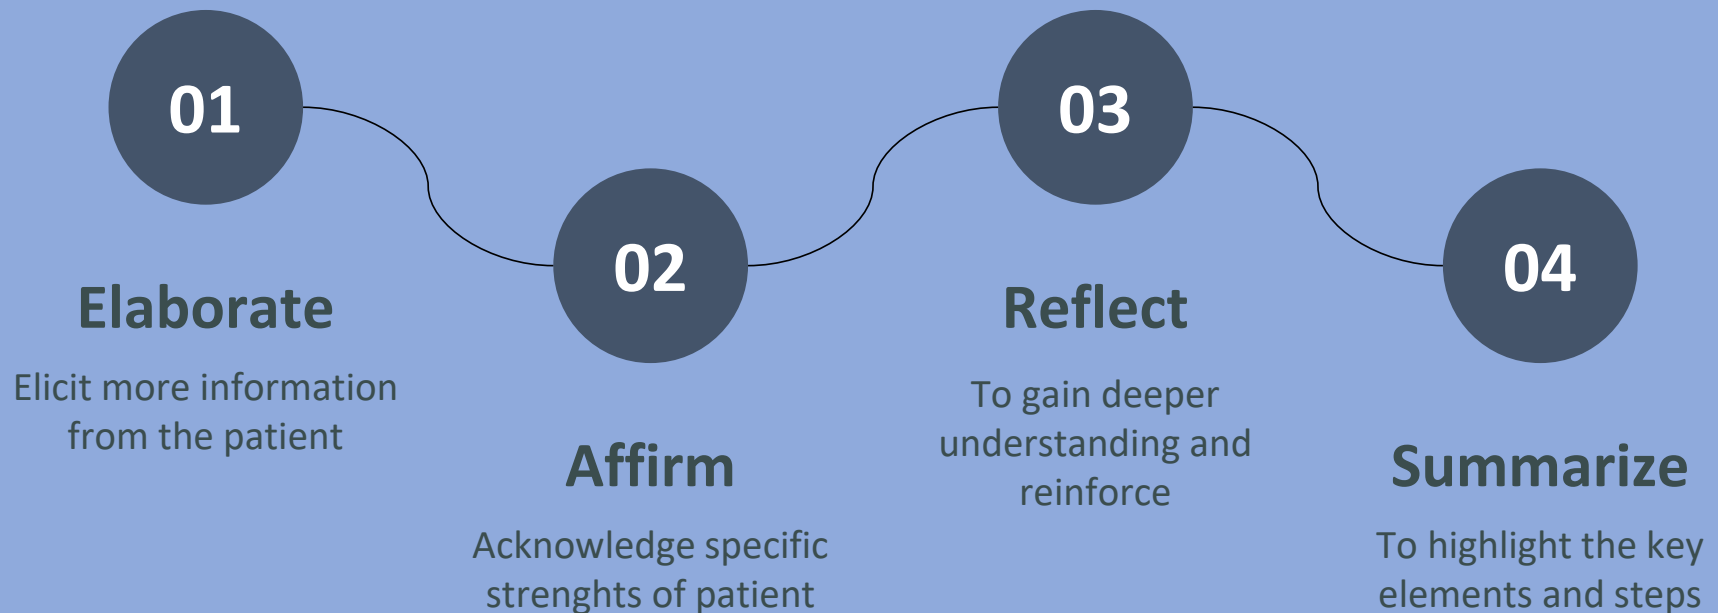 01
Elaborate
Elicit more information
from the patient
02
Affirm
Acknowledge specific
strenghts of patient
03
Reflect
To gain deeper
understanding and
reinforce
04
Summarize
To highlight the key
elements and steps